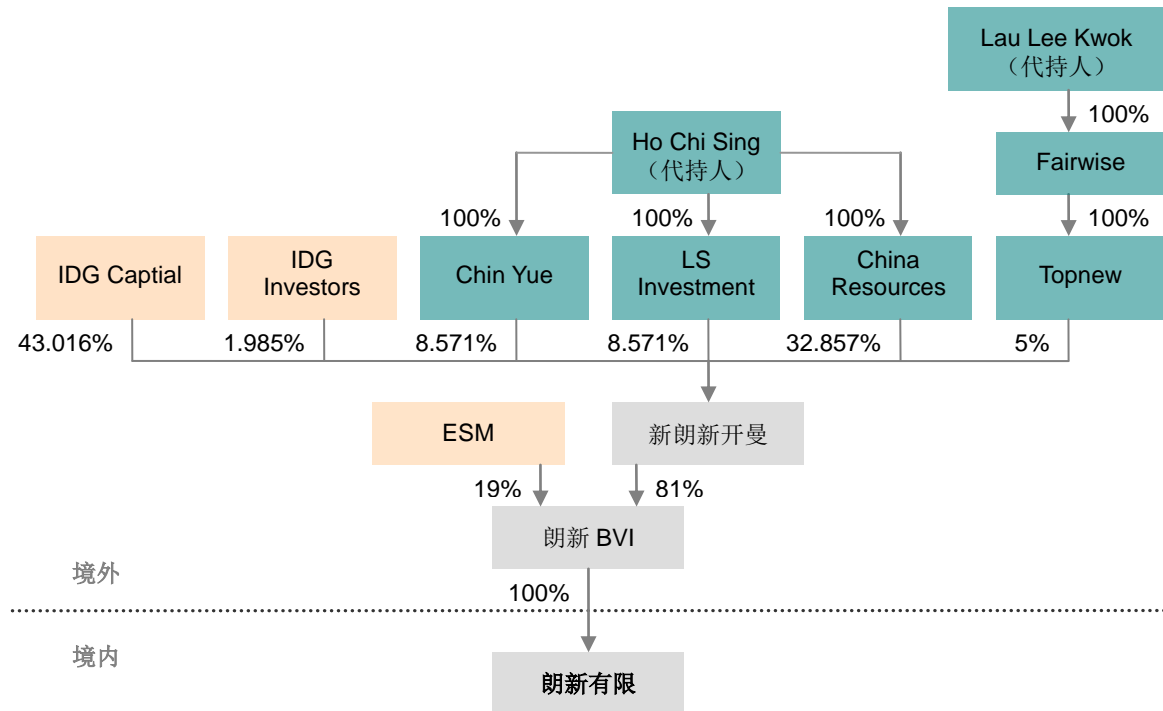 Lau Lee Kwok
（代持人）
100%
Ho Chi Sing
（代持人）
Fairwise
100%
100%
100%
100%
IDG Captial
IDG
Investors
Chin Yue
LS
Investment
China
Resources
Topnew
43.016%
1.985%
8.571%
8.571%
32.857%
5%
ESM
新朗新开曼
19%
81%
朗新 BVI
境外
100%
境内
朗新有限